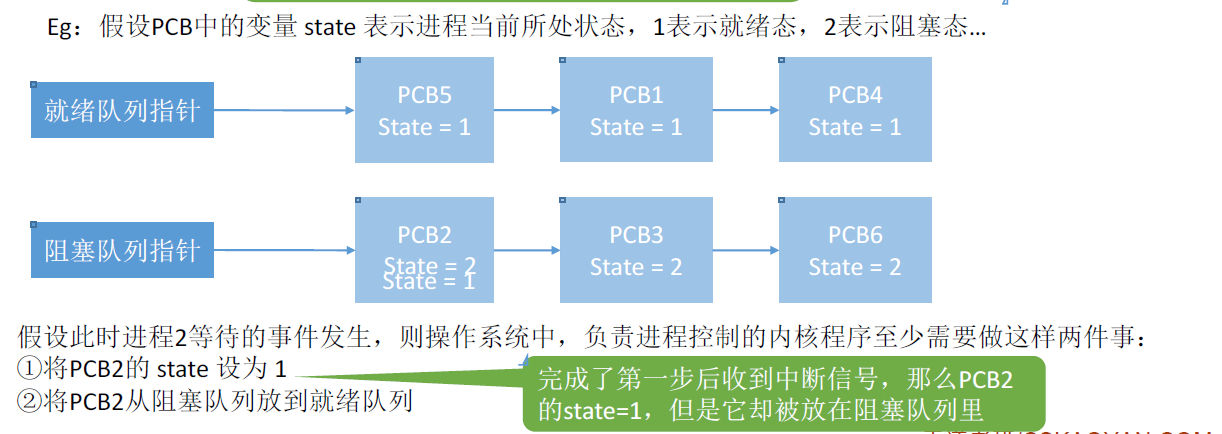 Eg：假设PCB中的变量 state 表示进程当前所处状态，1表示就绪态，2表示阻塞态…
就绪队列指针
PCB5
State = 1
PCB1
State = 1
PCB4
State = 1
阻塞队列指针
PCB2
State = 2
State = 1
PCB3
State = 2
PCB6
State = 2
假设此时进程2等待的事件发生，则操作系统中，负责进程控制的内核程序至少需要做这样两件事：
①将PCB2的 state 设为 1
②将PCB2从阻塞队列放到就绪队列
完成了第一步后收到中断信号，那么PCB2
的state=1，但是它却被放在阻塞队列里